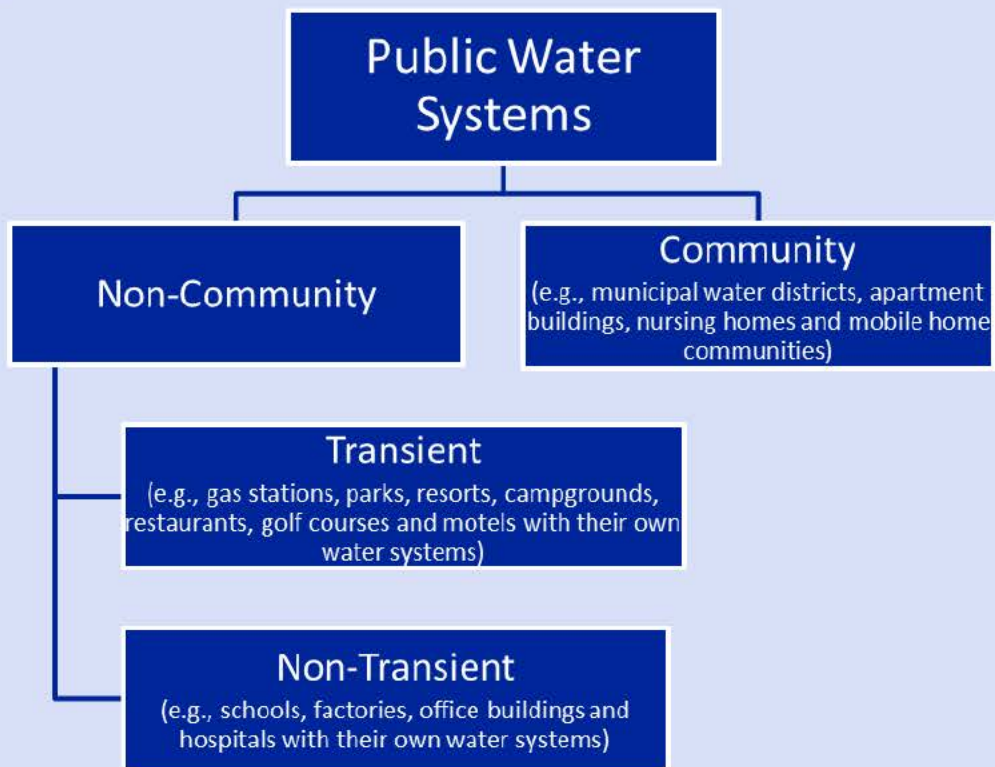 Public Water
Systems
Non-Community
Community
(e.g., municipal water districts, apartment
buildings, nursing homes and mobile home
communities)
Transient
(e.g., gas stations, parks, resorts, campgrounds,
restaurants, golf courses and motels with their own
water systems)
Non-Transient
(e.g., schools, factories, office buildings and
hospitals with their own water systems)